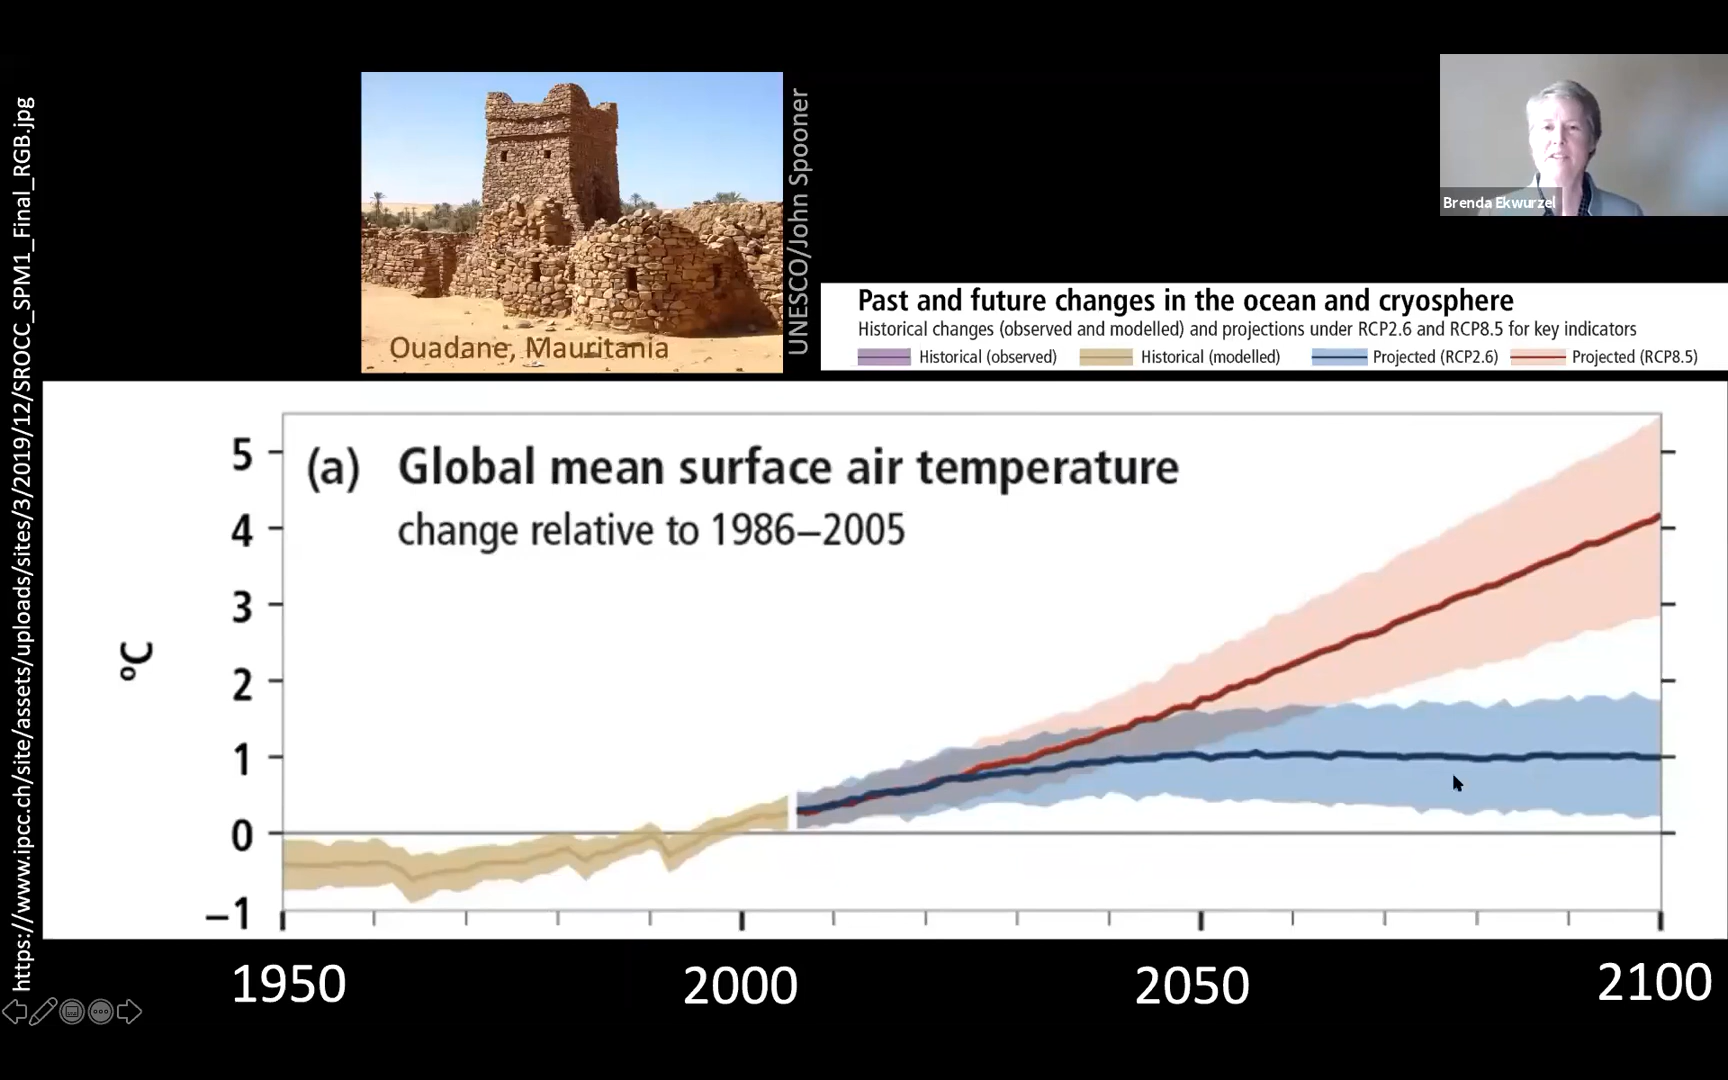 https://www.ipcc.ch/site/assets/uploads/sites/3/2019/12/SROCC_SPM1_Final_RGB.jpg
Ouadane, Mauritania
UNESCO/John Spooner
Brenda Ekwurzel
Past and future changes in the ocean and cryosphere
Historical changes (observed and modelled) and projections under RCP2.6 and RCP8.5 for key indicators
Historical (observed) Historical (modelled) Projected (RCP2.6) Projected (RCP8.5)
(a) Global mean surface air temperature
change relative to 1986–2005
°C
5
4
3
2
1
0
–1
1950 2000 2050 2100